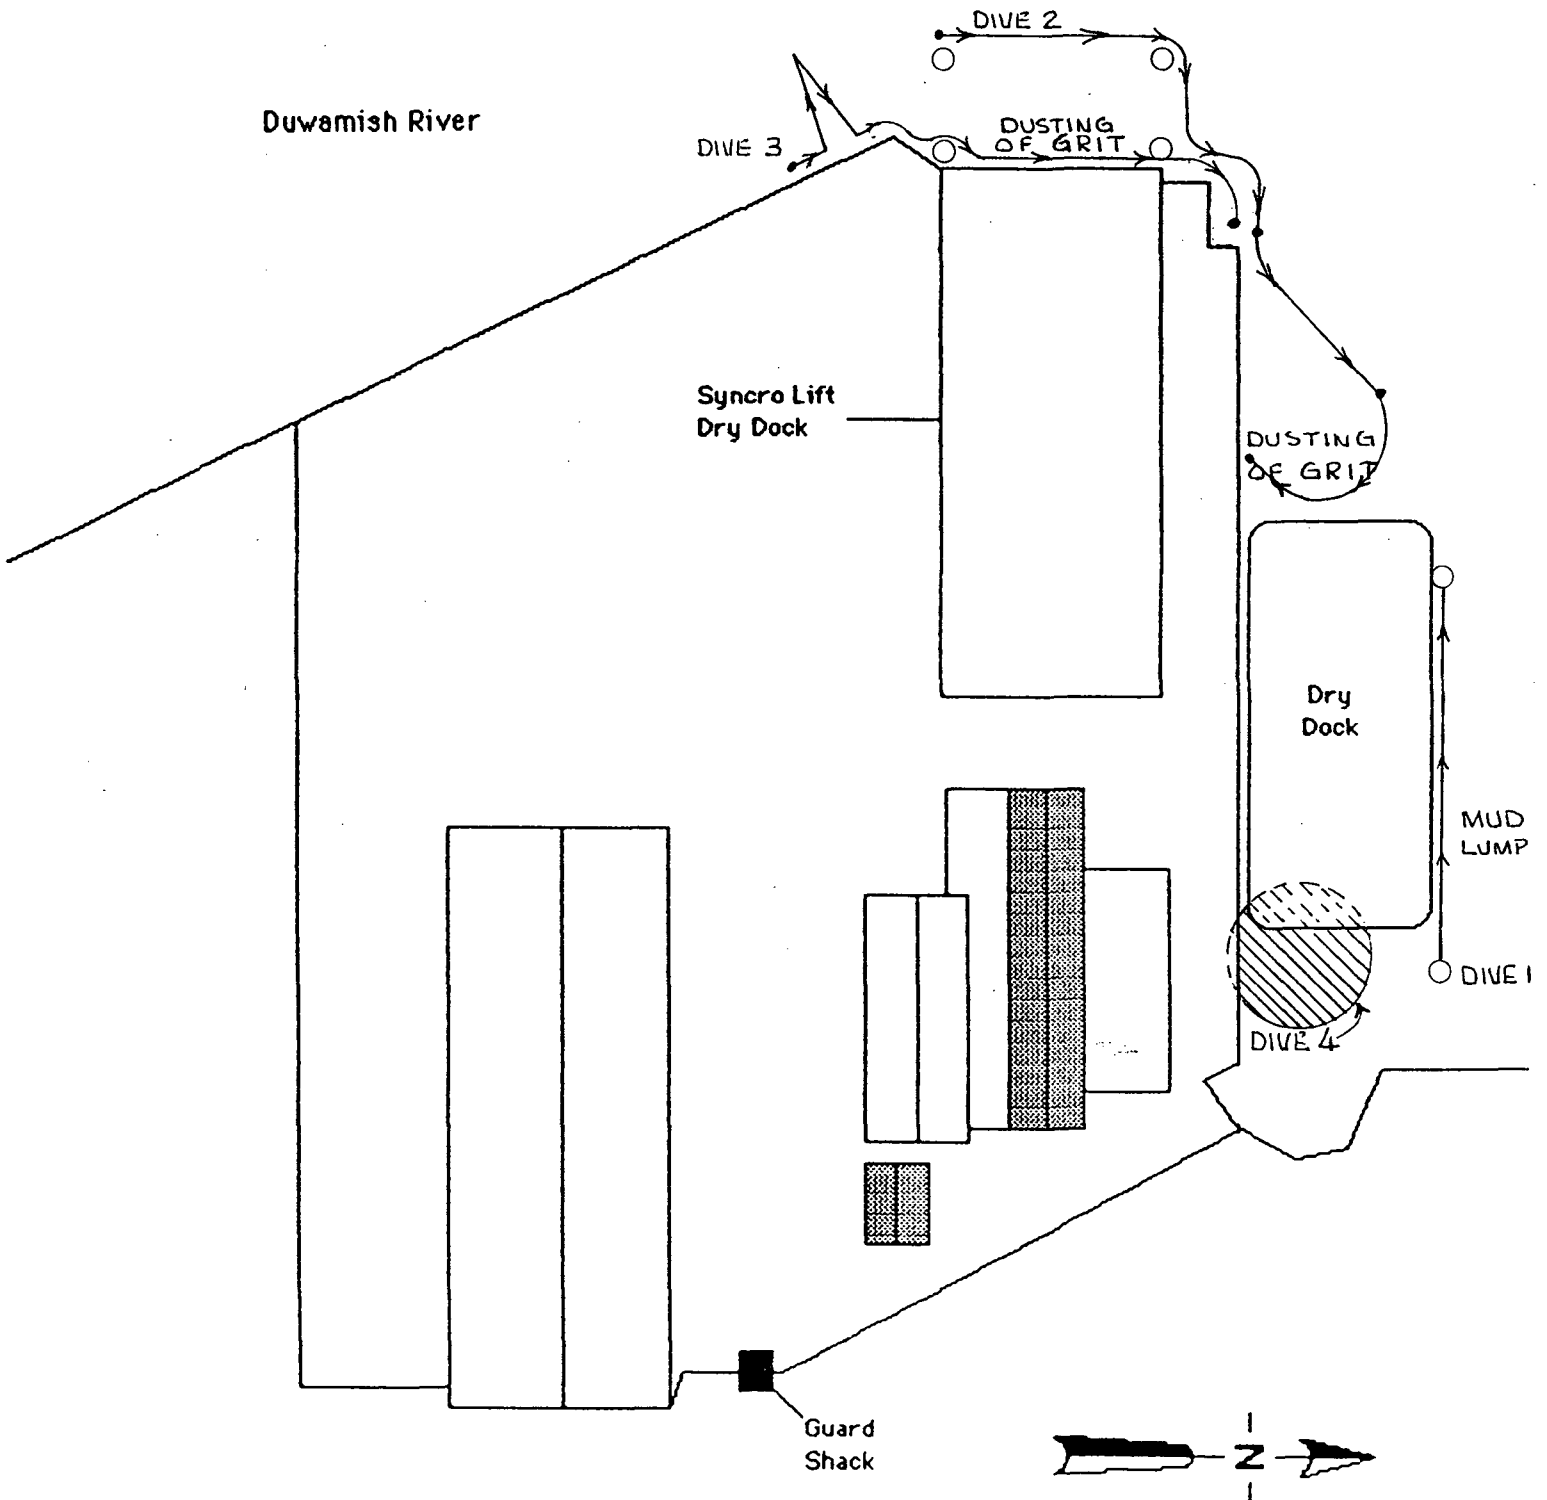 DIVE 2
Duwamish River
DUSTING
OF GRIT
DIVE 3
Syncro Lift
Dry Dock
DUSTING
OF GRIT
Dry
Dock
MUD
LUMP
DIVE 1
DIVE 4
Guard
Shack
N